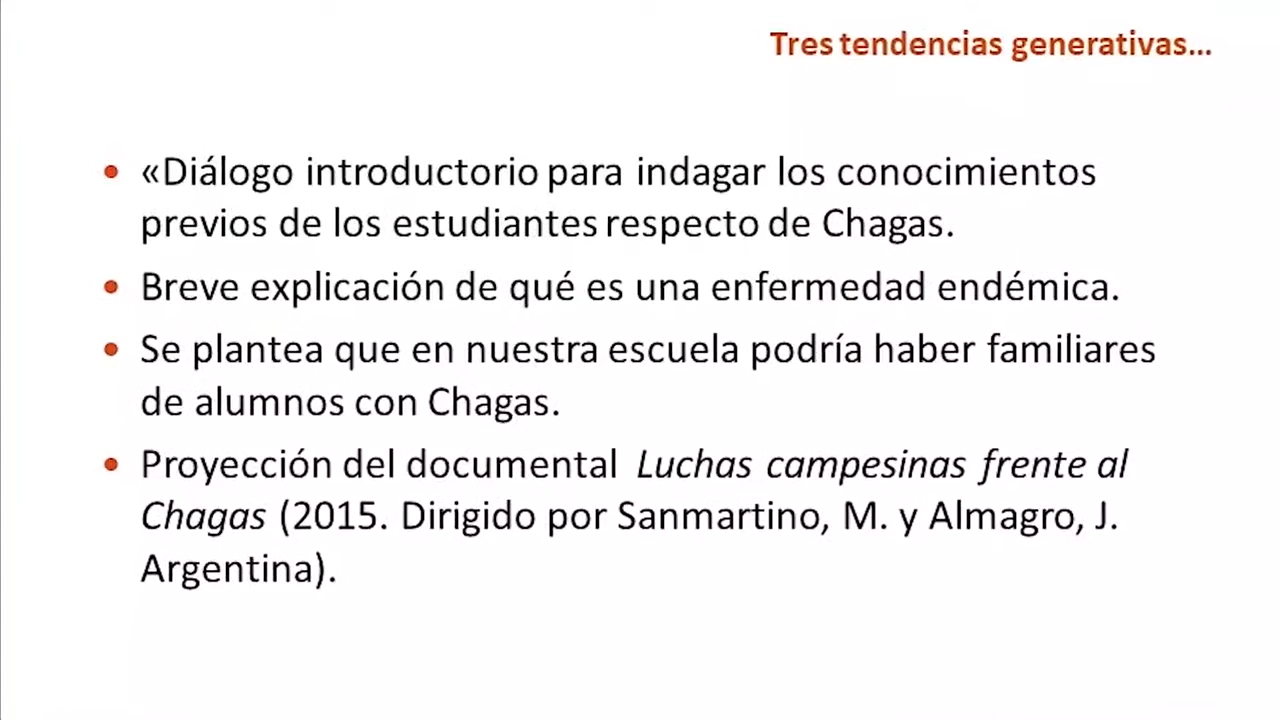 Tres tendencias generativas...
• «Diálogo introductorio para indagar los conocimientos
previos de los estudiantes respecto de Chagas.
• Breve explicación de qué es una enfermedad endémica.
• Se plantea que en nuestra escuela podría haber familiares
de alumnos con Chagas.
• Proyección del documental Luchas campesinas frente al
Chagas (2015. Dirigido por Sanmartino, M. y Almagro, J.
Argentina).